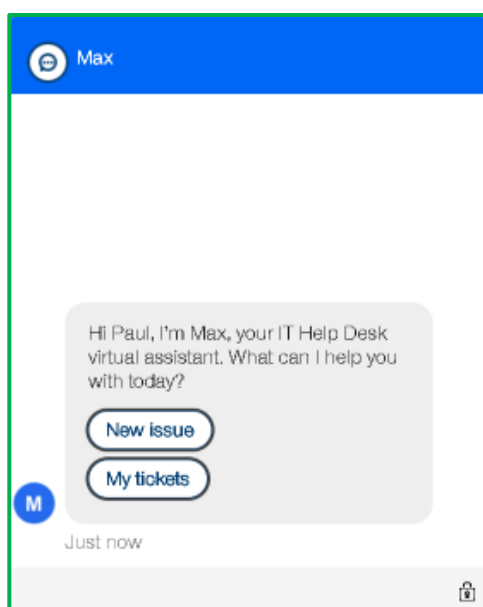 Max
Hi Paul, I'm Max, your IT Help Desk
virtual assistant. What can I help you
with today?
New issue
My tickets
M
Just now